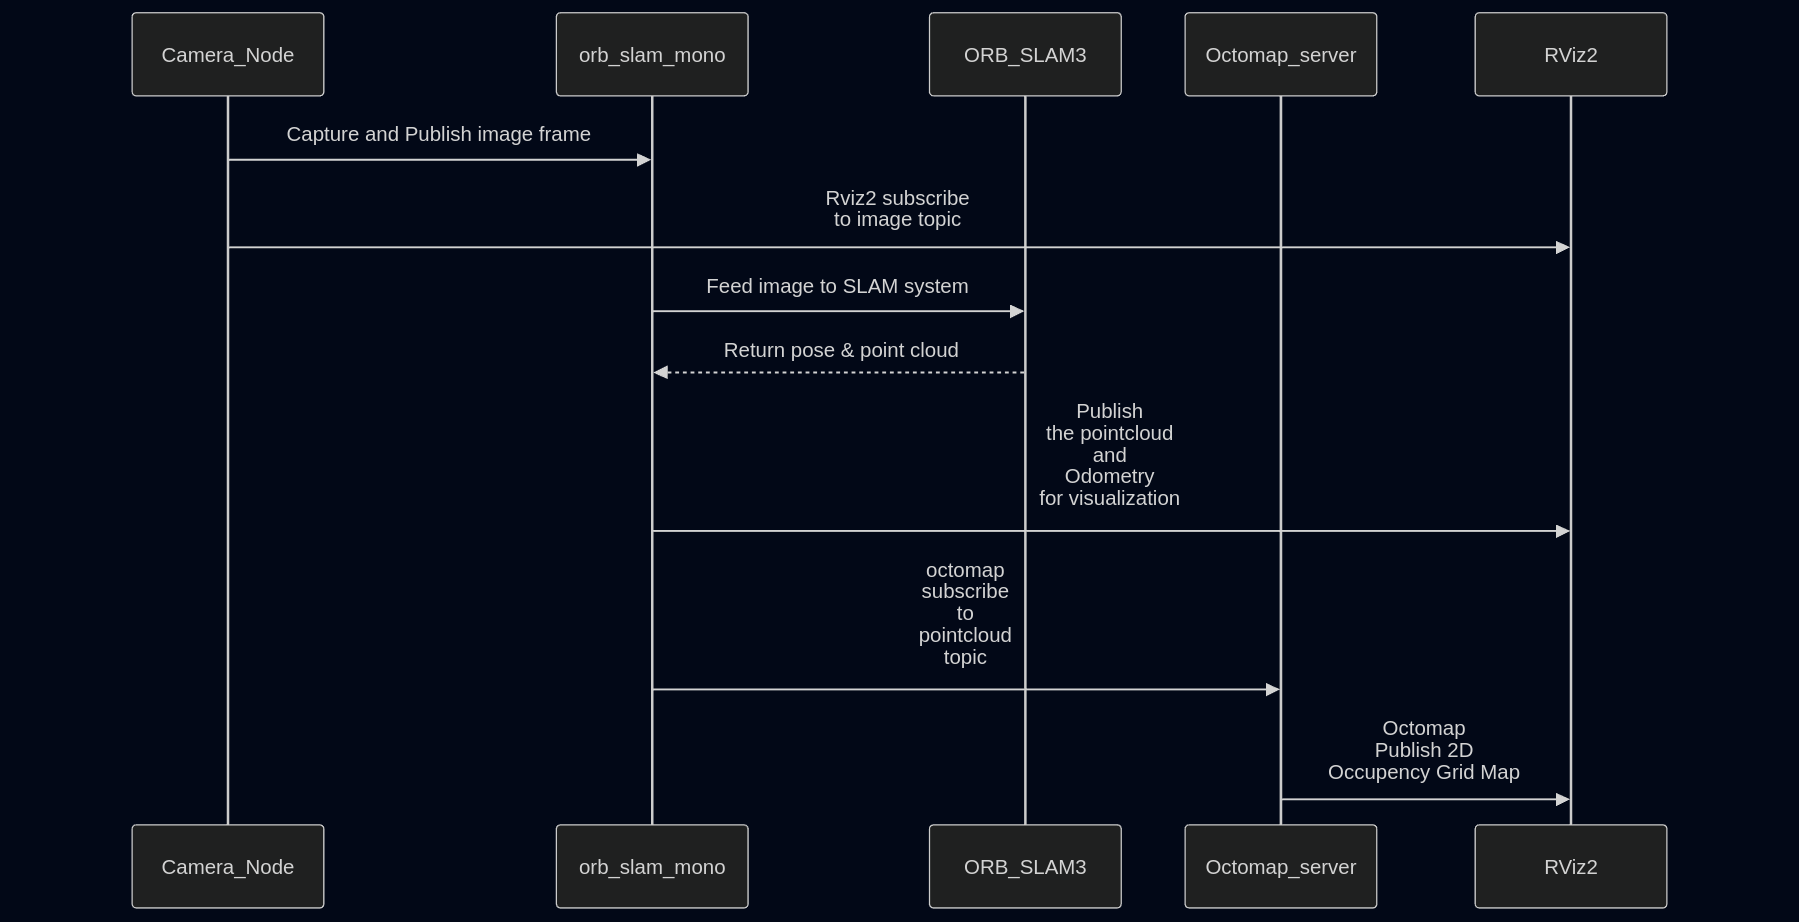 Camera_Node
orb_slam_mono
ORB_SLAM3
Octomap_server
RViz2
Capture and Publish image frame
Rviz2 subscribe
to image topic
Feed image to SLAM system
Return pose & point cloud
Publish
the pointcloud
and
Odometry
for visualization
octomap
subscribe
to
pointcloud
topic
Octomap
Publish 2D
Occupency Grid Map
Camera_Node
orb_slam_mono
ORB_SLAM3
Octomap_server
RViz2